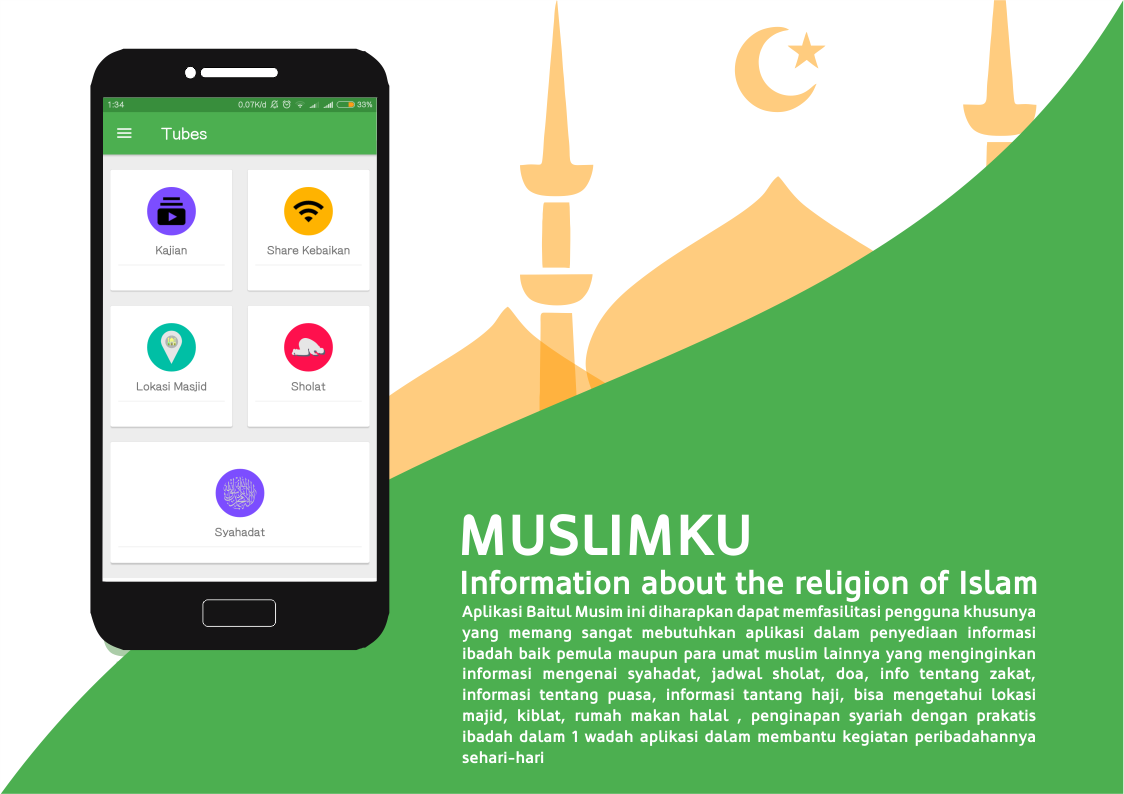 1:34 0,07K/d 33%
Tubes
Kajian
Share Kebaikan
Lokasi Masjid
Sholat
Syahadat
MUSLIMKU
Information about the religion of Islam
Aplikasi Baitul Musim ini diharapkan dapat memfasilitasi pengguna khusunya
yang memang sangat mebutuhkan aplikasi dalam penyediaan informasi
ibadah baik pemula maupun para umat muslim lainnya yang menginginkan
informasi mengenai syahadat, jadwal sholat, doa, info tentang zakat,
informasi tentang puasa, informasi tantang haji, bisa mengetahui lokasi
majid, kiblat, rumah makan halal , penginapan syariah dengan prakatis
ibadah dalam 1 wadah aplikasi dalam membantu kegiatan peribadahannya
sehari-hari